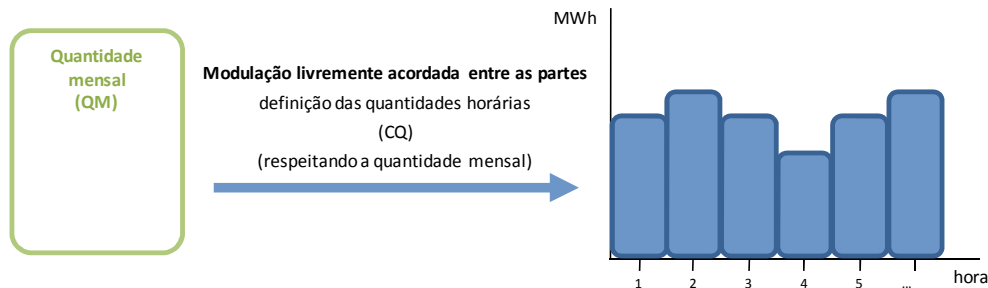 Quantidade
mensal
(QM)
Modulação livremente acordada entre as partes
definição das quantidades horárias
(CQ)
(respeitando a quantidade mensal)
MWh
1 2 3 4 5 ...
hora